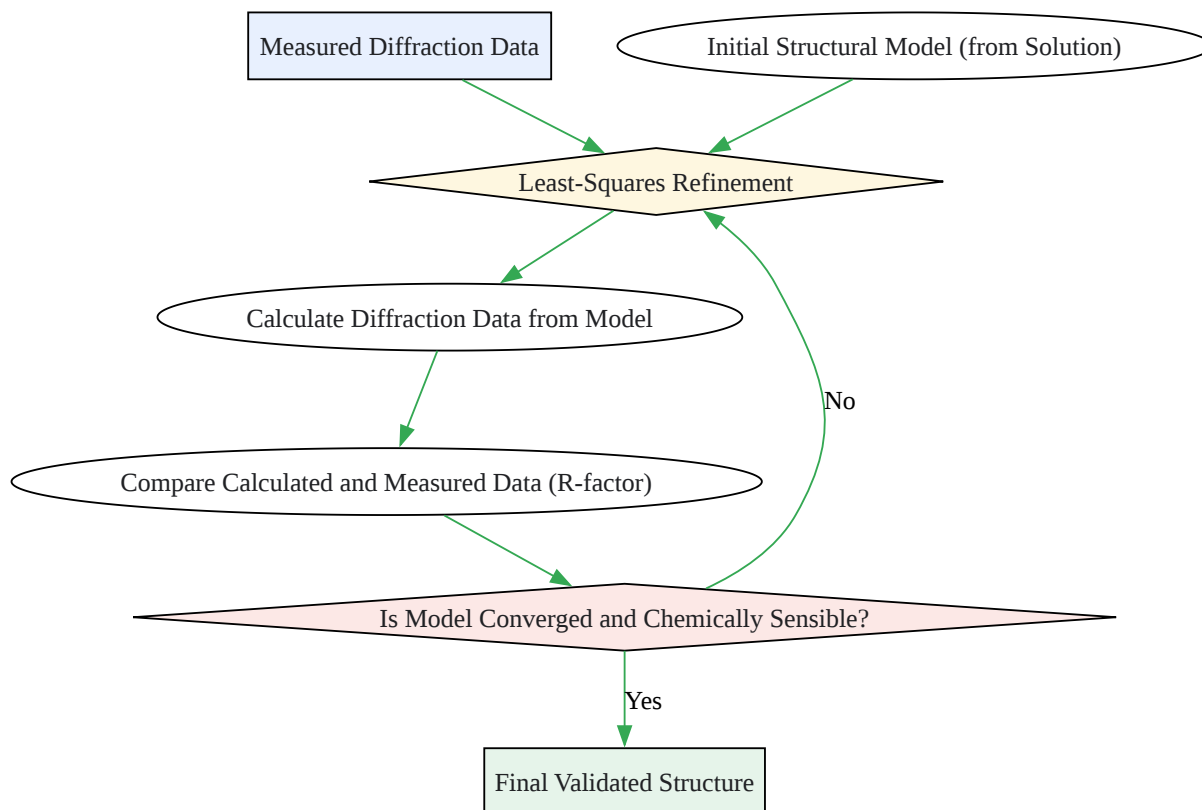 Measured Diffraction Data
Initial Structural Model (from Solution)
Least-Squares Refinement
Calculate Diffraction Data from Model
No
Compare Calculated and Measured Data (R-factor)
Is Model Converged and Chemically Sensible?
Yes
Final Validated Structure